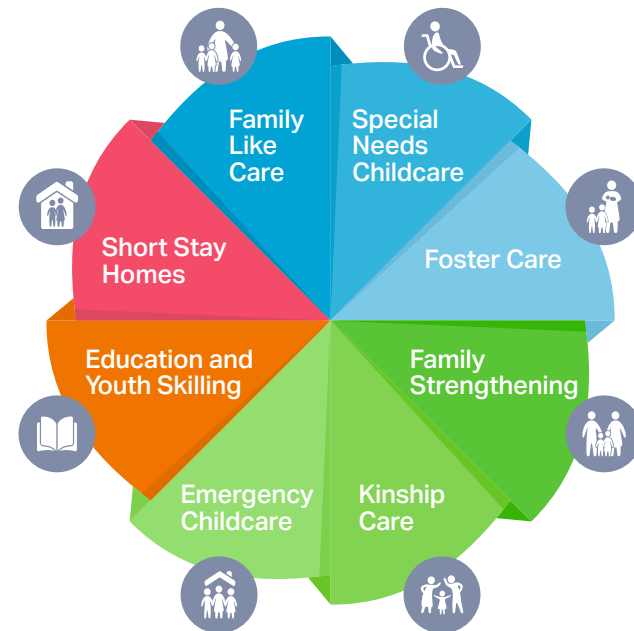 Family
Like
Care
Special
Needs
Childcare
Foster Care
Family
Strengthening
Kinship
Care
Emergency
Childcare
Education and
Youth Skilling
Short Stay
Homes